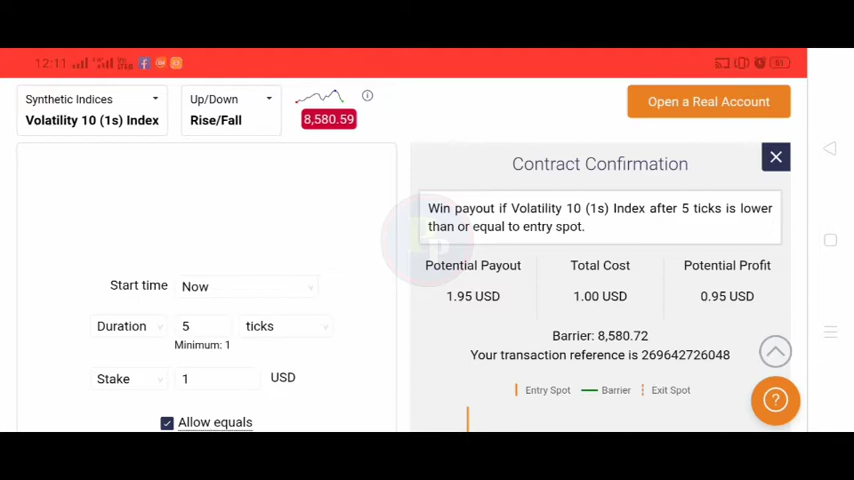 12:11
51
Synthetic Indices
Volatility 10 (1s) Index
Up/Down
Rise/Fall
8,580.59
Open a Real Account
Contract Confirmation
Win payout if Volatility 10 (1s) Index after 5 ticks is lower
than or equal to entry spot.
Potential Payout
Total Cost
Potential Profit
1.95 USD
1.00 USD
0.95 USD
Start time
Now
Duration
5
ticks
Minimum: 1
Barrier: 8,580.72
Your transaction reference is 269642726048
Stake
1
USD
Entry Spot
Barrier
Exit Spot
Allow equals